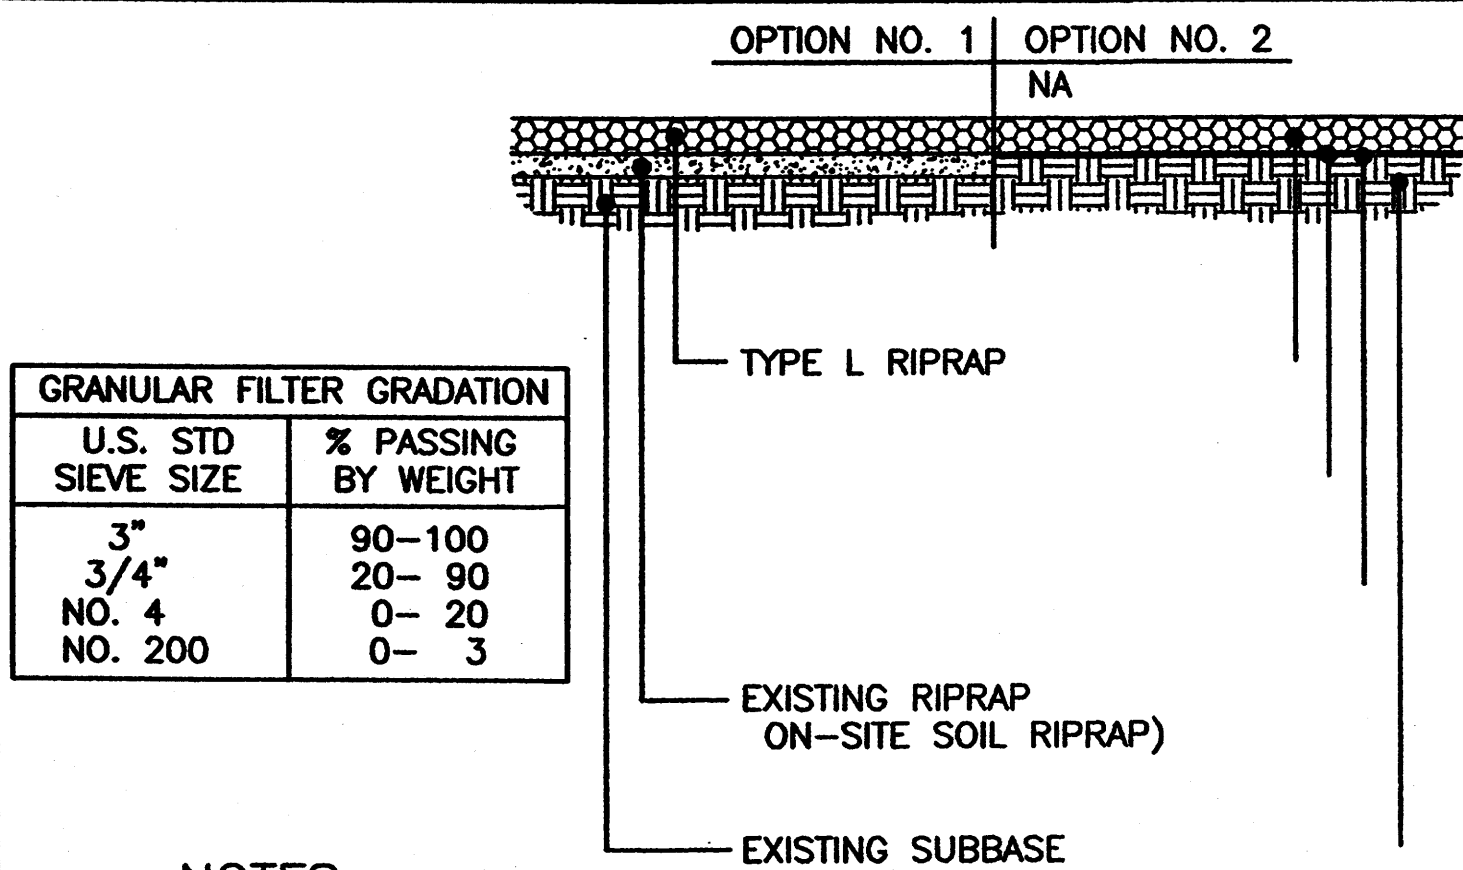 OPTION NO. 1 OPTION NO. 2
NA
TYPE L RIPRAP
GRANULAR FILTER GRADATION
U.S. STD
SIEVE SIZE
% PASSING
BY WEIGHT
3" 90-100
3/4" 20- 90
NO. 4 0- 20
NO. 200 0- 3
EXISTING RIPRAP
ON-SITE SOIL RIPRAP)
EXISTING SUBBASE
NOTES